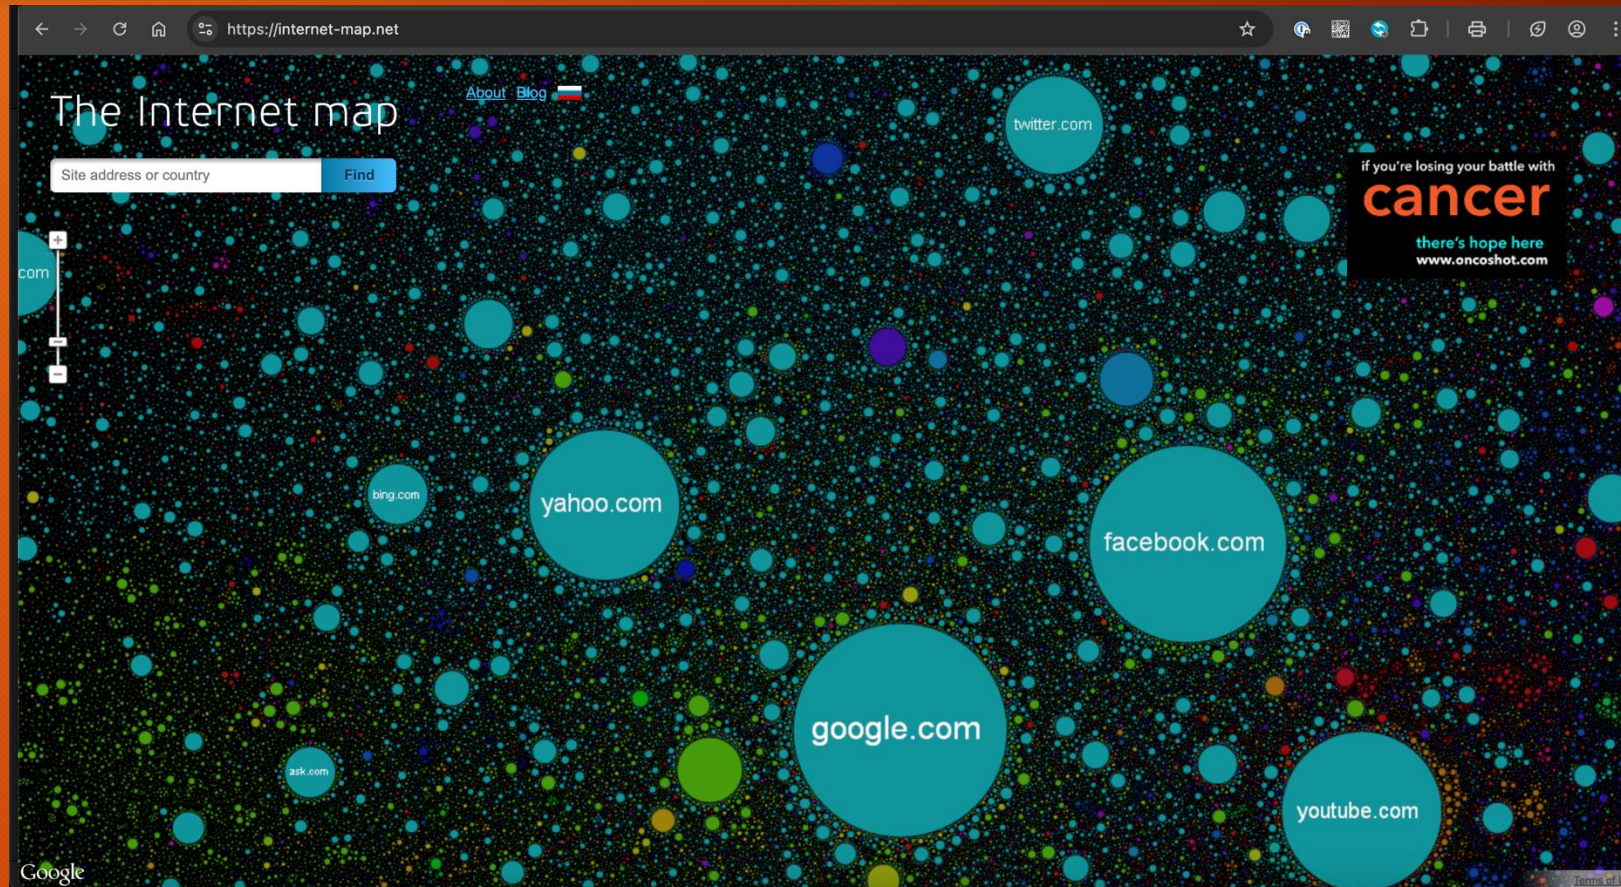 https://internet-map.net
The Internet map
About Blog
Site address or country
Find
twitter.com
if you're losing your battle with
cancer
there's hope here
www.oncoshot.com
com
bing.com
yahoo.com
facebook.com
google.com
ask.com
youtube.com
Google
Terms of